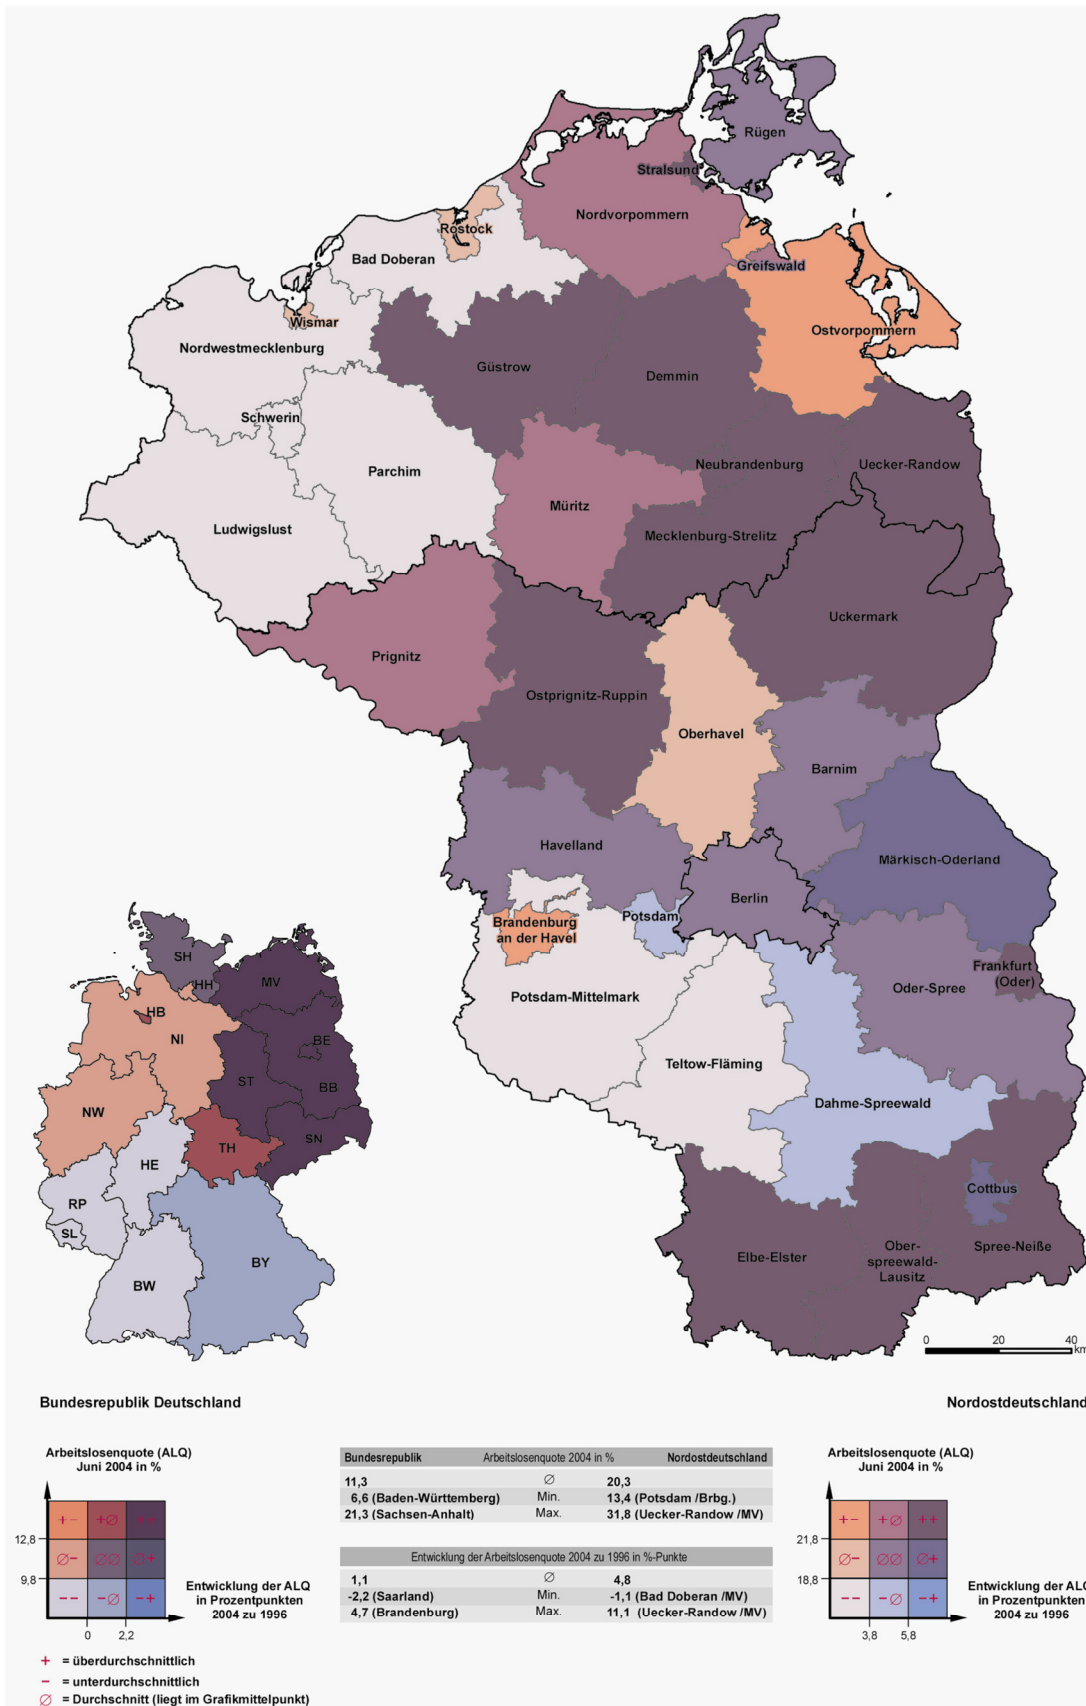 Rügen
Stralsund
Nordvorpommern
Rostock
Bad Doberan
Greifswald
Wismar
Ostvorpommern
Nordwestmecklenburg
Güstrow
Demmin
Schwerin
Parchim
Neubrandenburg
Uecker-Randow
Müritz
Ludwigslust
Mecklenburg-Strelitz
Uckermark
Prignitz
Ostprignitz-Ruppin
Oberhavel
Barnim
Havelland
Märkisch-Oderland
Berlin
Brandenburg
an der Havel
Potsdam
Frankfurt
(Oder)
Oder-Spree
Potsdam-Mittelmark
Teltow-Fläming
Dahme-Spreewald
Cottbus
Elbe-Elster
Ober-
spreewald-
Lausitz
Spree-Neiße
SH
MV
HH
HB
NI
BE
ST
BB
NW
SN
TH
HE
RP
SL
BY
BW
0 20 40
km
Bundesrepublik Deutschland
Nordostdeutschland
Arbeitslosenquote (ALQ)
Juni 2004 in %
+- +∅ ++
12,8
∅- ∅∅ ∅+
9,8
-- -∅ -+
0 2,2
Entwicklung der ALQ
in Prozentpunkten
2004 zu 1996
+ = überdurchschnittlich
- = unterdurchschnittlich
∅ = Durchschnitt (liegt im Grafikmittelpunkt)
Bundesrepublik Arbeitslosenquote 2004 in % Nordostdeutschland
11,3 ∅ 20,3
6,6 (Baden-Württemberg) Min. 13,4 (Potsdam /Brbg.)
21,3 (Sachsen-Anhalt) Max. 31,8 (Uecker-Randow /MV)
Entwicklung der Arbeitslosenquote 2004 zu 1996 in %-Punkte
1,1 ∅ 4,8
-2,2 (Saarland) Min. -1,1 (Bad Doberan /MV)
4,7 (Brandenburg) Max. 11,1 (Uecker-Randow /MV)
Arbeitslosenquote (ALQ)
Juni 2004 in %
+- +∅ ++
21,8
∅- ∅∅ ∅+
18,8
-- -∅ -+
3,8 5,8
Entwicklung der ALQ
in Prozentpunkten
2004 zu 1996